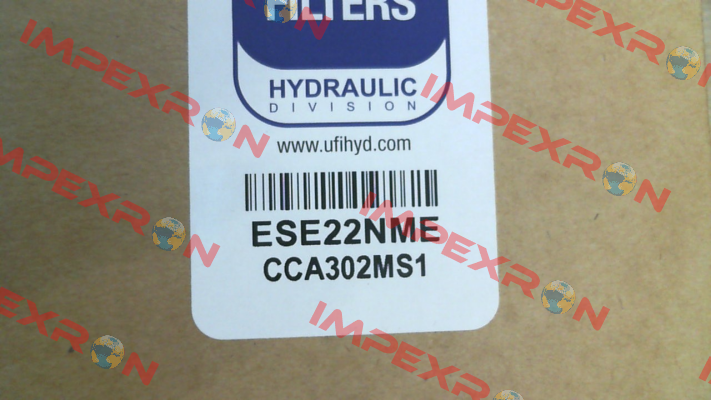 FILTERS
HYDRAULIC
DIVISION
www.ufihyd.com
ESE22NME
CCA302MS1
IMPEXRON
IMPEXRON
IMPEXRON
IMPEXRON
IMPEXRON
IMPEXRON